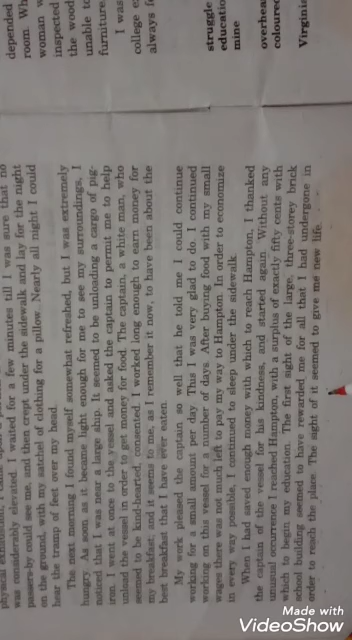 was considerably elevated. I waited for a few minutes till I was sure that no
passers-by could see me, and then crept under the sidewalk and lay for the night
on the ground, with my satchel of clothing for a pillow. Nearly all night I could
hear the tramp of feet over my head.
The next morning I found myself somewhat refreshed, but I was extremely
hungry. As soon as it became light enough for me to see my surroundings, I
noticed that I was near a large ship. It seemed to be unloading a cargo of pig-
iron. I went at once to the vessel and asked the captain to permit me to help
unload the vessel in order to get money for food. The captain, a white man, who
seemed to be kind-hearted, consented. I worked long enough to earn money for
my breakfast; and it seems to me, as I remember it now, to have been about the
best breakfast that I have ever eaten.
My work pleased the captain so well that he told me I could continue
working for a small amount per day. This I was very glad to do. I continued
working on this vessel for a number of days. After buying food with my small
wages there was not much left to pay my way to Hampton. In order to economize
in every way possible, I continued to sleep under the sidewalk.
When I had saved enough money with which to reach Hampton, I thanked
the captain of the vessel for his kindness, and started again. Without any
unusual occurrence I reached Hampton, with a surplus of exactly fifty cents with
which to begin my education. The first sight of the large, three-storey brick
school building seemed to have rewarded me for all that I had undergone in
order to reach the place. The sight of it seemed to give me new life.
depended
room. Wh
woman w
inspected
the wood
unable to
furniture.
I was
college e
always f
struggle
educatio
mine
overhea
coloured
Virginia
Made with
VideoShow